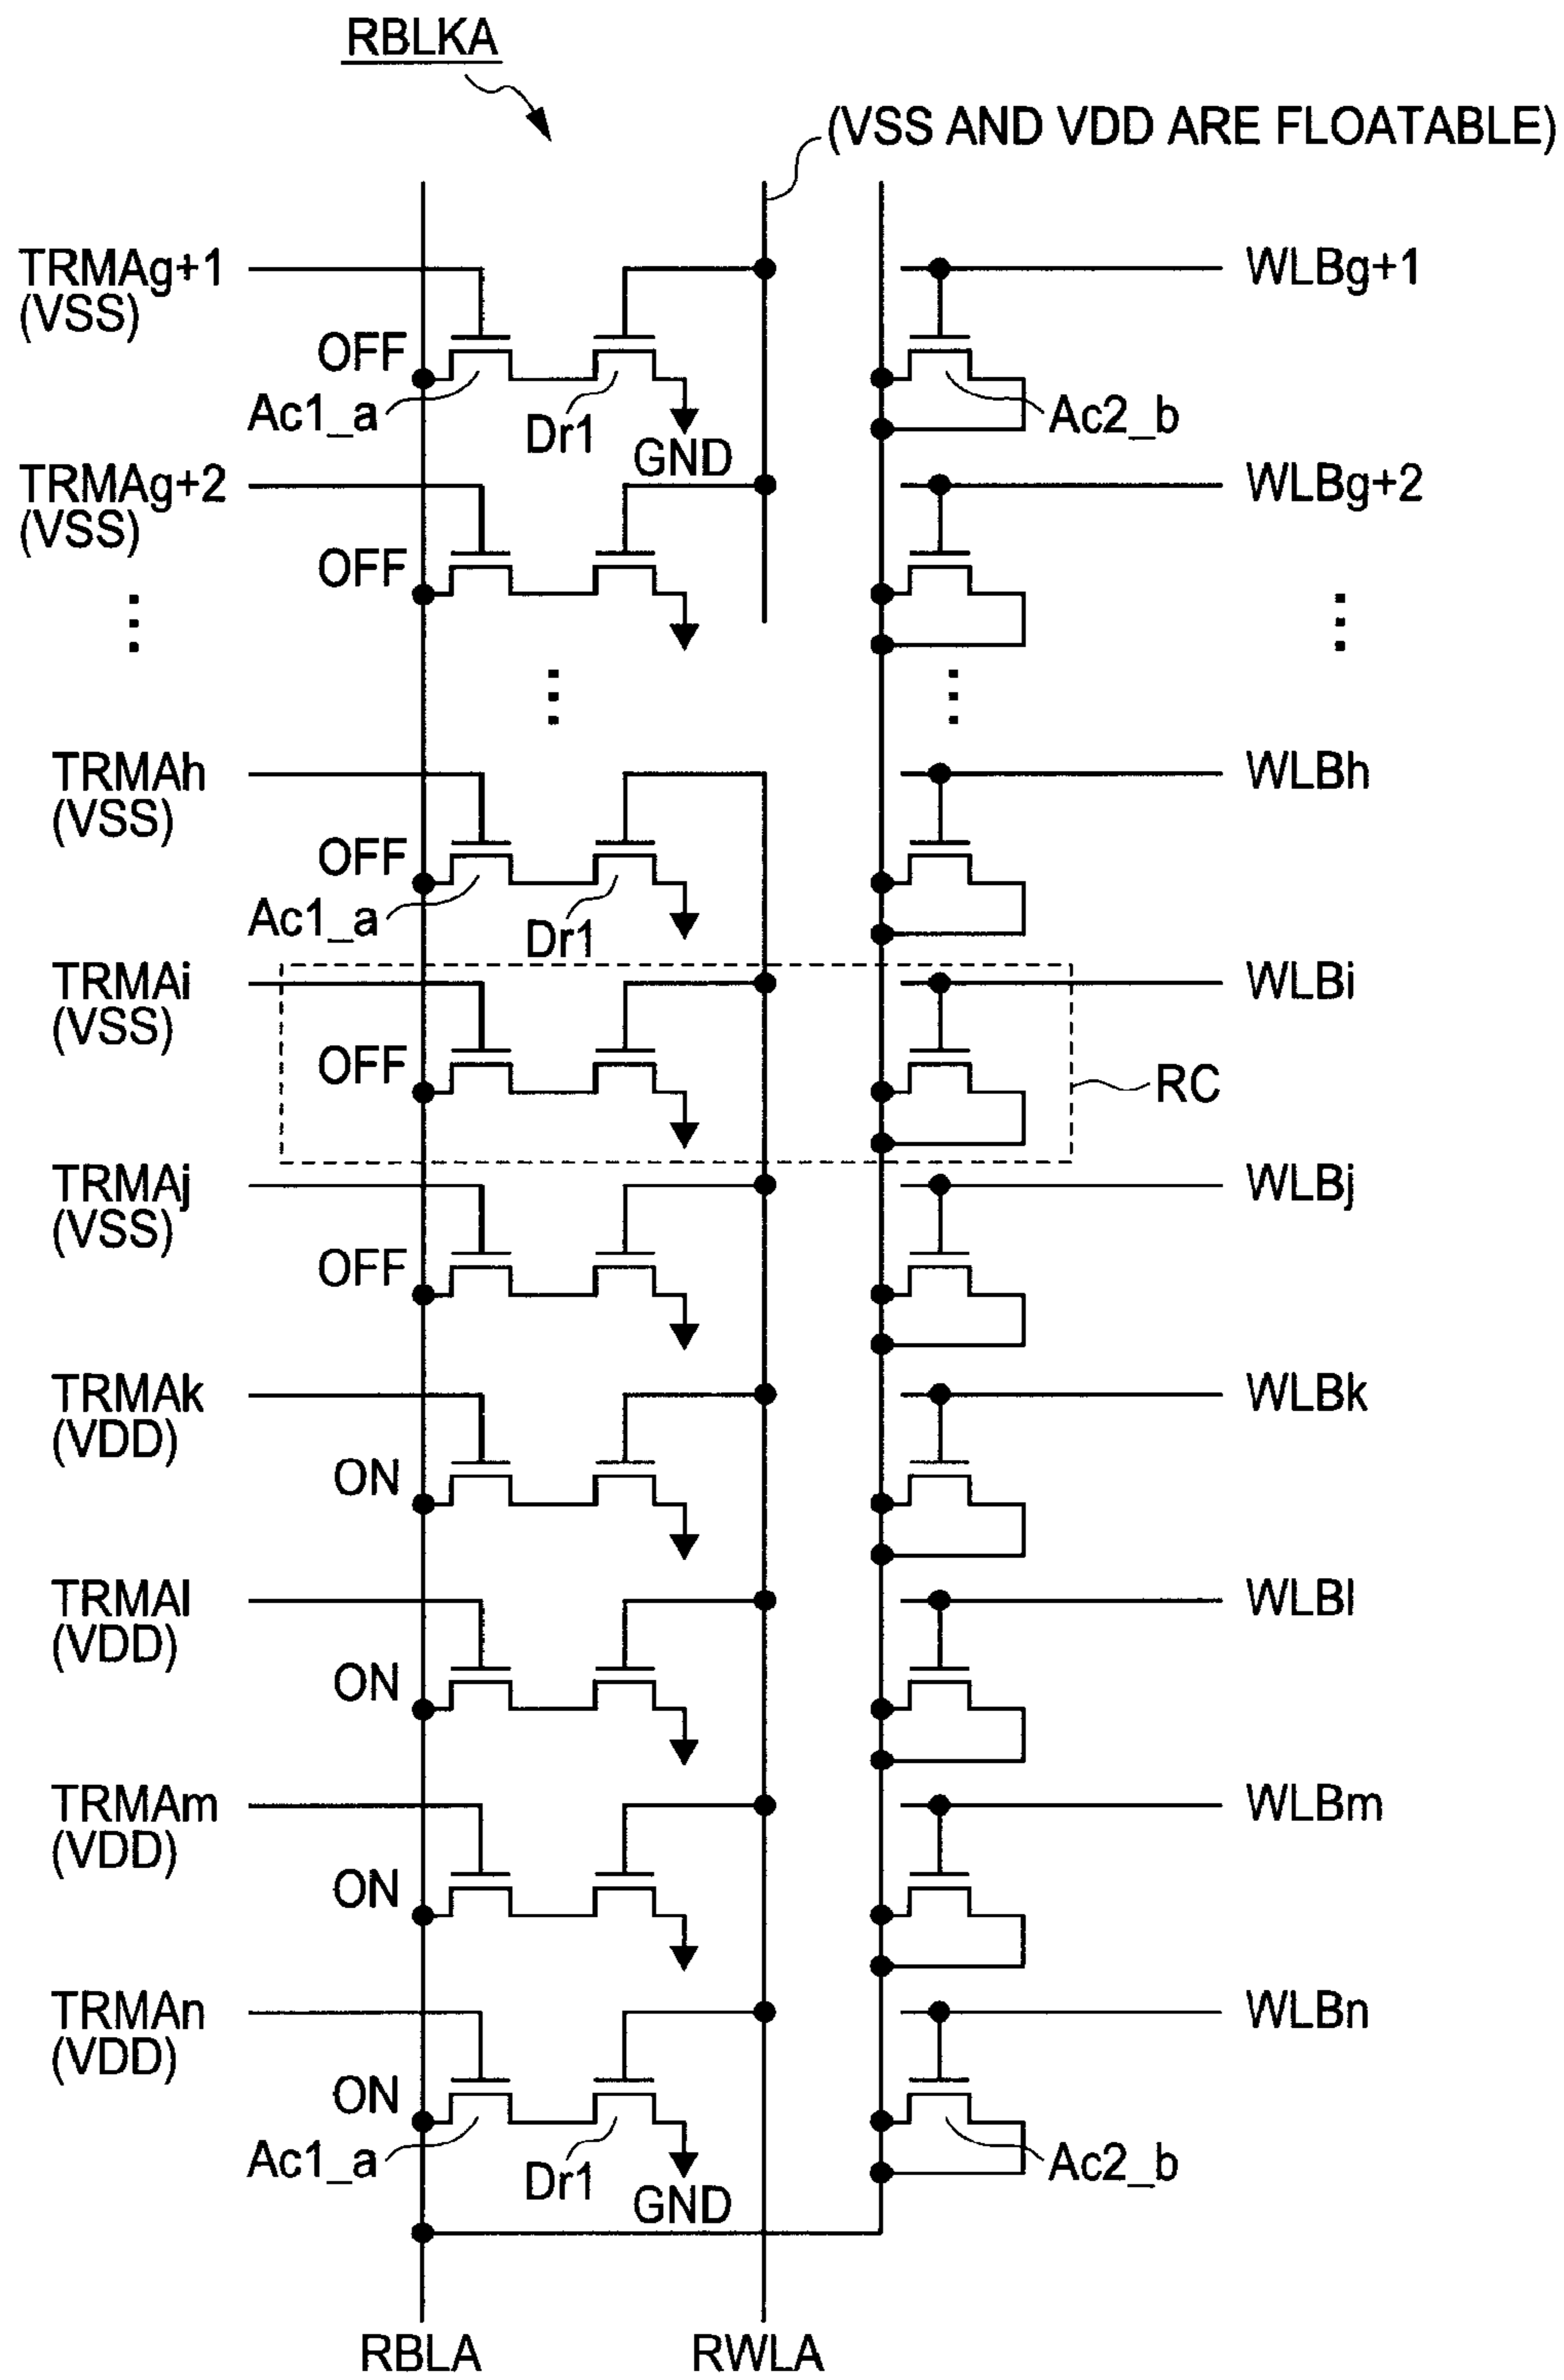 RBLKA
(VSS AND VDD ARE FLOATABLE)
TRMAg+1
(VSS)
WLBg+1
OFF
Ac1_a
Dr1
Ac2_b
GND
TRMAg+2
(VSS)
WLBg+2
OFF
TRMAh
(VSS)
WLBh
OFF
Ac1_a
Dr1
TRMAi
(VSS)
WLBi
OFF
RC
TRMAj
(VSS)
WLBj
OFF
TRMAk
(VDD)
WLBk
ON
TRMAl
(VDD)
WLBl
ON
TRMAm
(VDD)
WLBm
ON
TRMAn
(VDD)
WLBn
ON
Ac1_a
Dr1
Ac2_b
GND
RBLA
RWLA